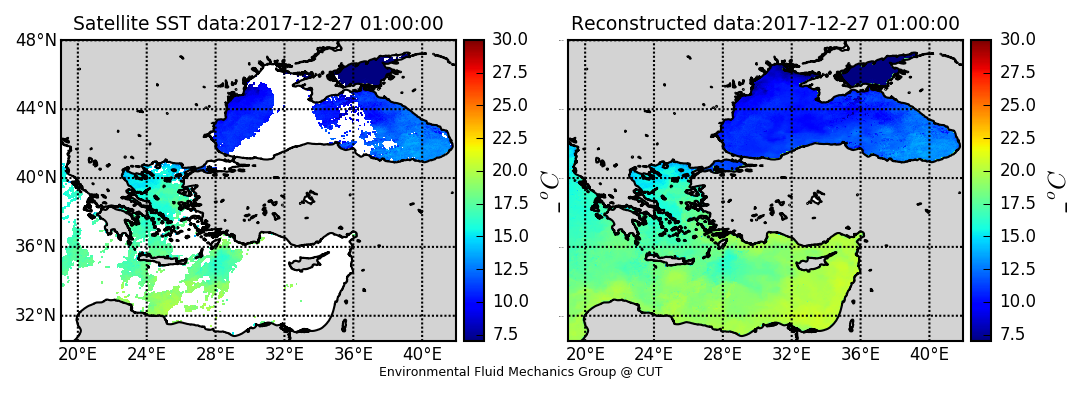 Satellite SST data:2017-12-27 01:00:00
48°N
44°N
40°N
36°N
32°N
20°E 24°E 28°E 32°E 36°E 40°E
30.0
27.5
25.0
22.5
20.0
17.5
15.0
12.5
10.0
7.5
_ °C
Reconstructed data:2017-12-27 01:00:00
20°E 24°E 28°E 32°E 36°E 40°E
30.0
27.5
25.0
22.5
20.0
17.5
15.0
12.5
10.0
7.5
_ °C
Environmental Fluid Mechanics Group @ CUT